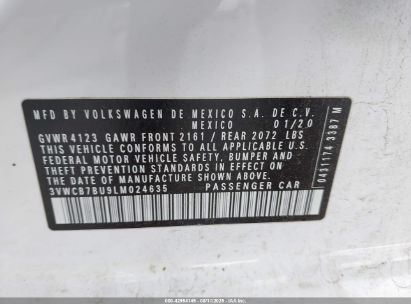 MFD BY VOLKSWAGEN DE MEXICO S.A. DE C.V.
MEXICO 01/20
GVWR 4123 GAWR FRONT 2161 / REAR 2072 LBS
THIS VEHICLE CONFORMS TO ALL APPLICABLE U.S.
FEDERAL MOTOR VEHICLE SAFETY, BUMPER AND
THEFT PREVENTION STANDARDS IN EFFECT ON
THE DATE OF MANUFACTURE SHOWN ABOVE
3VWCB7BU9LM024635 PASSENGER CAR
0431174 3387 M